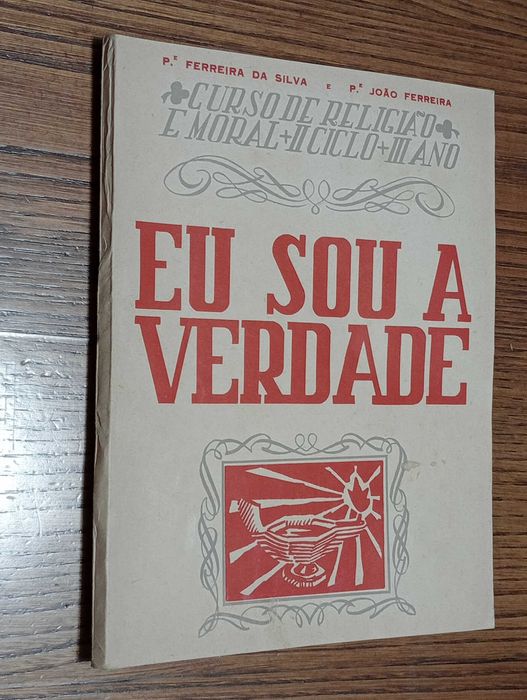 P.E FERREIRA DA SILVA E P.E JOÃO FERREIRA
CURSO DE RELIGIÃO
E MORAL + II CICLO + III ANO
EU SOU A
VERDADE